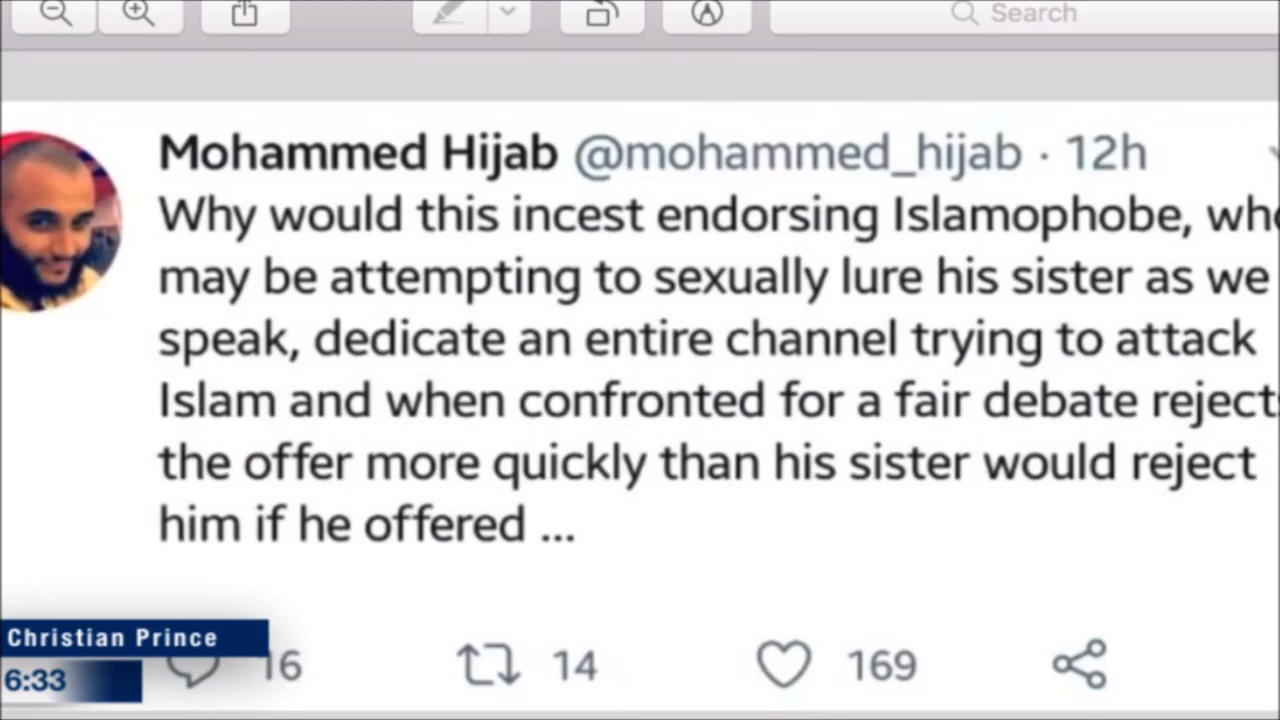 Search
Mohammed Hijab @mohammed_hijab · 12h
Why would this incest endorsing Islamophobe, who
may be attempting to sexually lure his sister as we
speak, dedicate an entire channel trying to attack
Islam and when confronted for a fair debate rejects
the offer more quickly than his sister would reject
him if he offered ...
Christian Prince
16 14 169
6:33